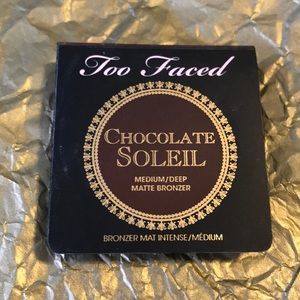 Too Faced
CHOCOLATE
SOLEIL
MEDIUM/DEEP
MATTE BRONZER
BRONZER MAT INTENSE/MÉDIUM